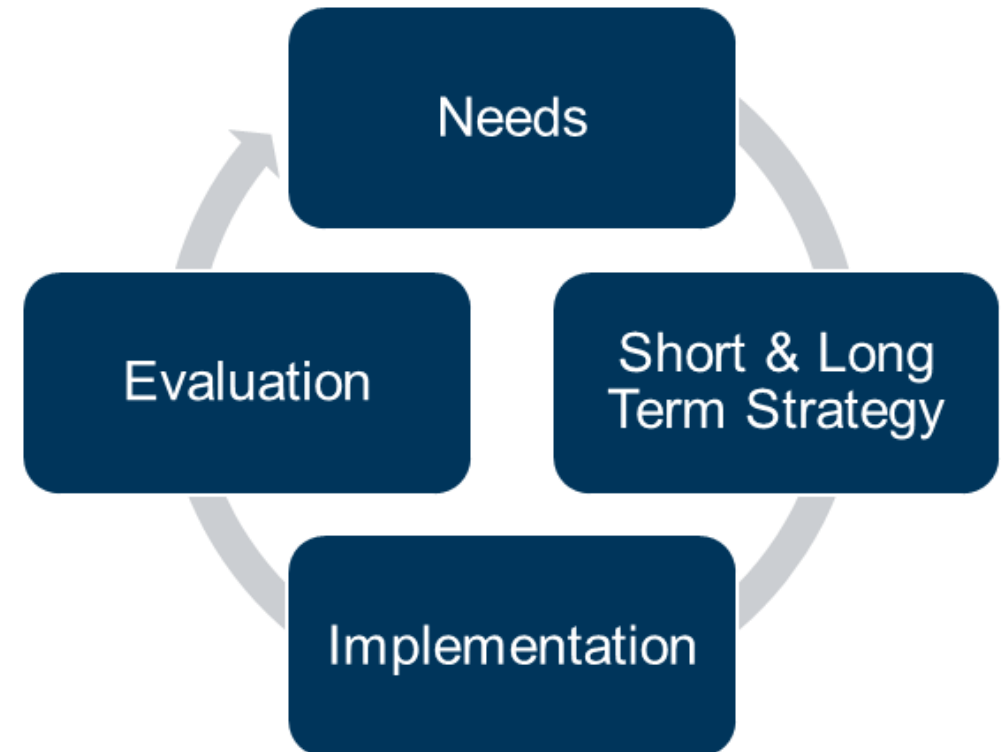 Needs
Short & Long
Term Strategy
Implementation
Evaluation